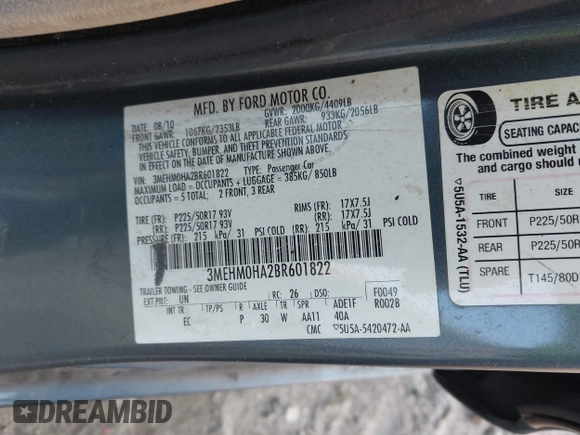 MFD. BY FORD MOTOR CO.
DATE: 08/10 GVWR: 2000KG/4409LB
FRONT GAWR: 1067KG/2353LB REAR GAWR: 933KG/2056LB
THIS VEHICLE CONFORMS TO ALL APPLICABLE FEDERAL MOTOR
VEHICLE SAFETY, BUMPER, AND THEFT PREVENTION STANDARDS
IN EFFECT ON THE DATE OF MANUFACTURE SHOWN ABOVE.
VIN: 3MEHM0HA2BR601822 TYPE: Passenger Car
MAXIMUM LOAD = OCCUPANTS + LUGGAGE = 385KG/850LB
OCCUPANTS = 5 TOTAL; 2 FRONT, 3 REAR
TIRE (FR): P225/50R17 93V RIMS (FR): 17X7.5J
(RR): P225/50R17 93V (RR): 17X7.5J
PRESSURE (FR): 215 kPa/ 31 PSI COLD (RR): 215 kPa/ 31 PSI COLD
3MEHM0HA2BR601822
TRAILER TOWING - SEE OWNER GUIDE
EXT PNT: UN RC: 26 DSO: F0049
INT TR TP/PS R AXLE TR SPR ADE1F R0028
EC P 30 W AA11 40A
CMC ▽5U5A-5420472-AA
TIRE A
SEATING CAPAC
The combined weight
and cargo should
TIRE SIZE
FRONT P225/50R
REAR P225/50R
SPARE T145/80D
▽5U5A-1532-AA (TLU)
DREAMBID.COM